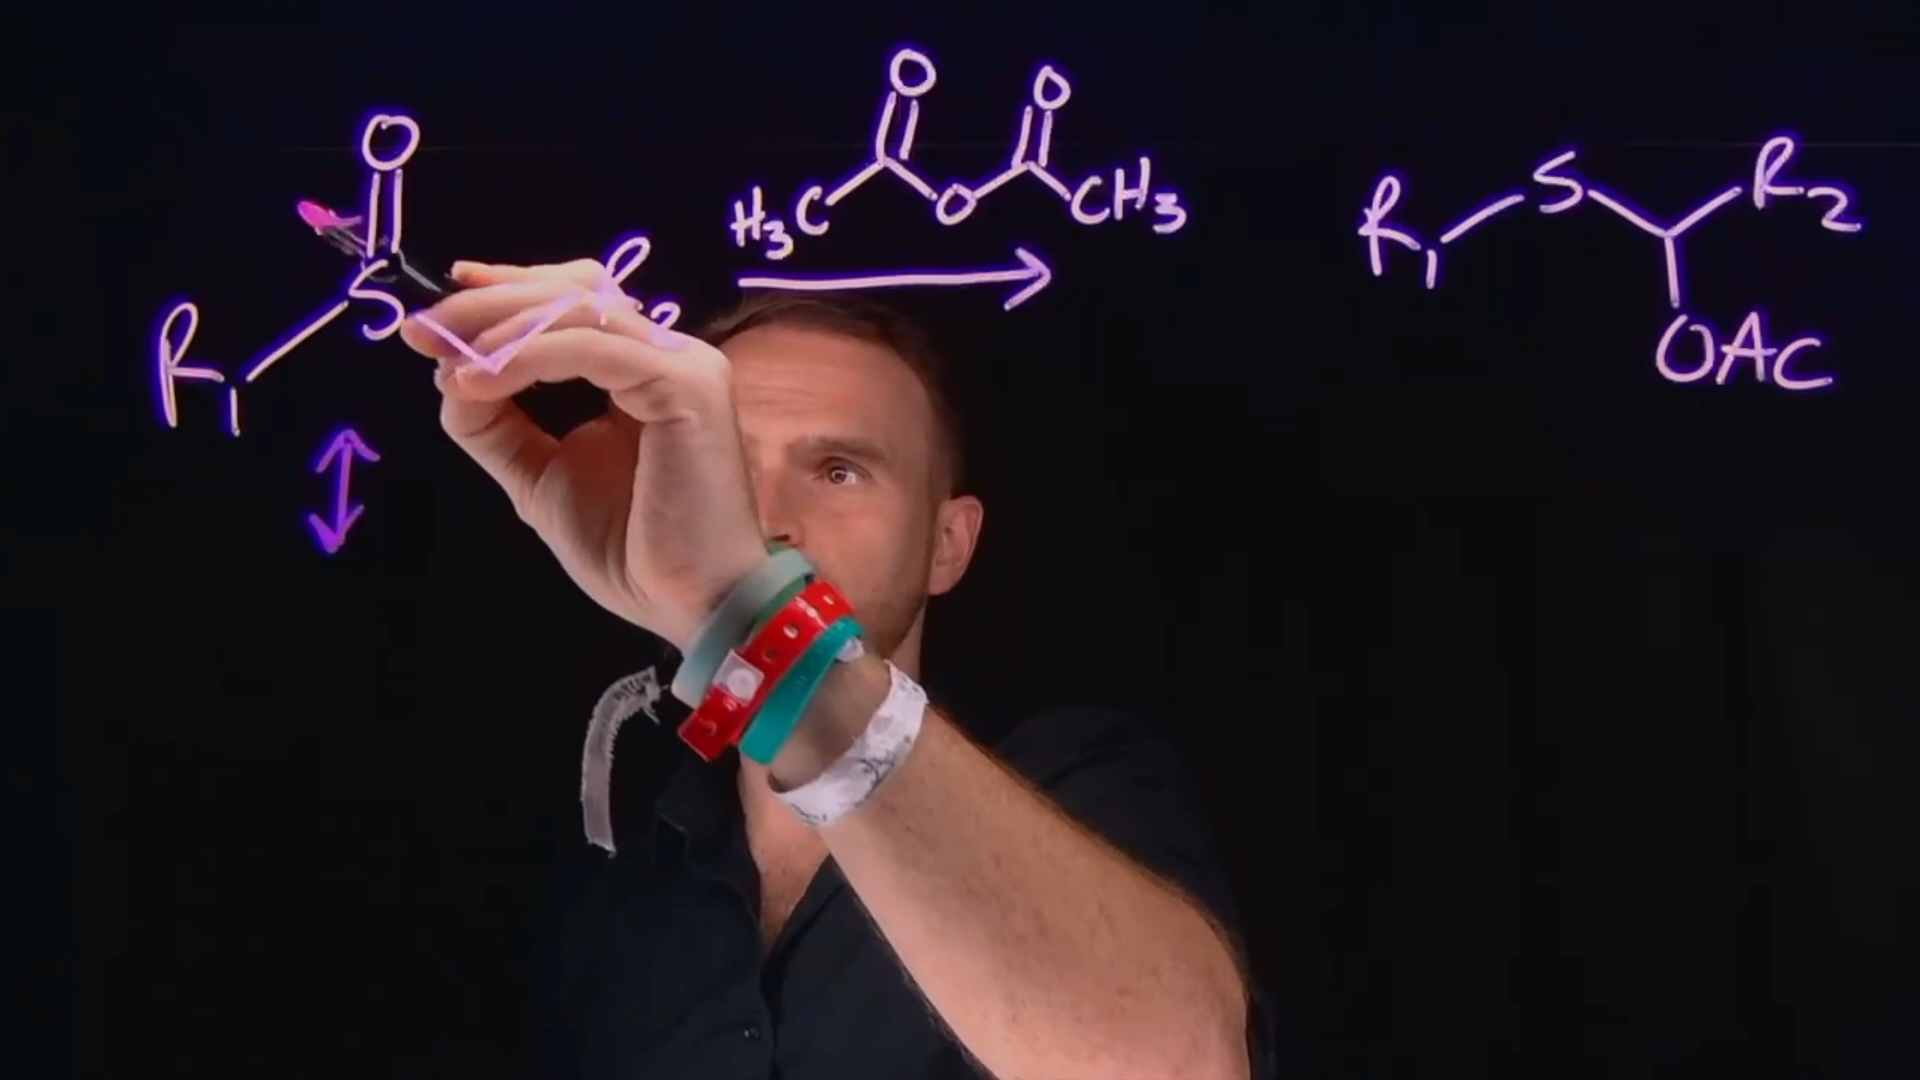 O
R1 S R2
O O
H3C O CH3
R1 S R2
OAc